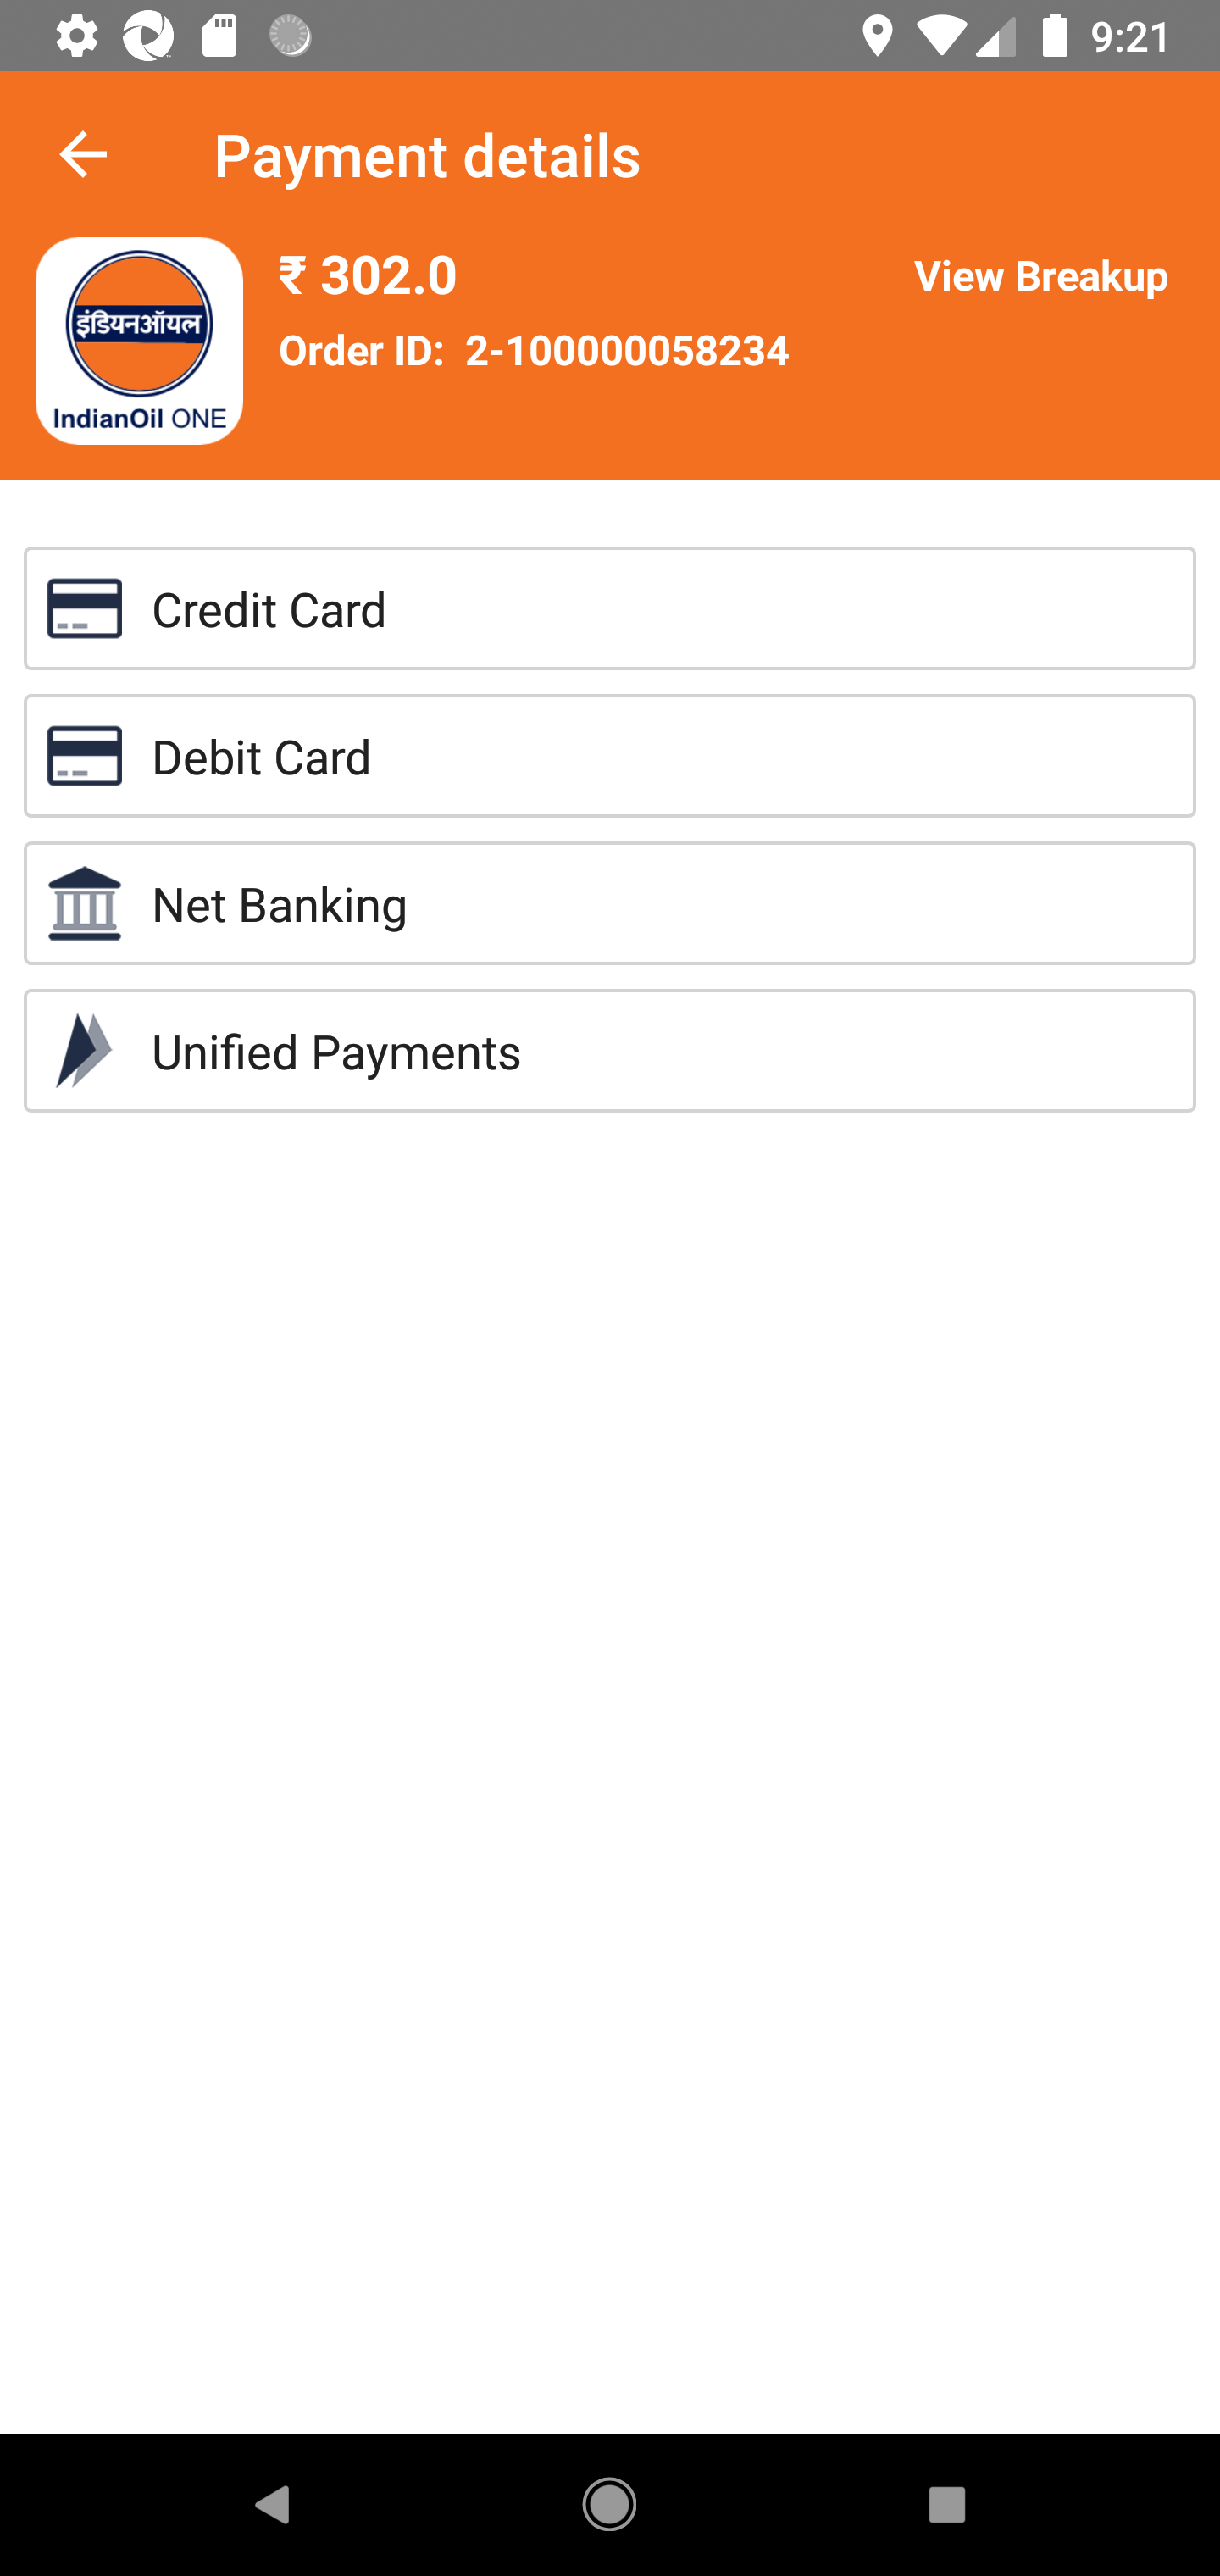 9:21
Payment details
₹ 302.0
View Breakup
Order ID: 2-100000058234
इंडियनऑयल
IndianOil ONE
Credit Card
Debit Card
Net Banking
Unified Payments